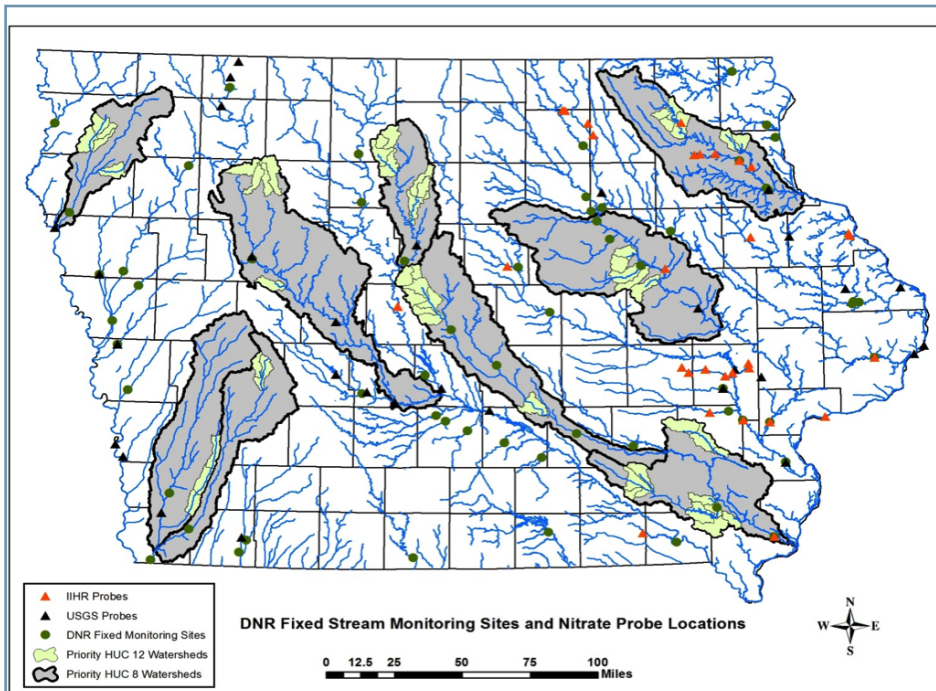 IIHR Probes
USGS Probes
DNR Fixed Monitoring Sites
Priority HUC 12 Watersheds
Priority HUC 8 Watersheds
DNR Fixed Stream Monitoring Sites and Nitrate Probe Locations
0 12.5 25 50 75 100
Miles
N
W E
S